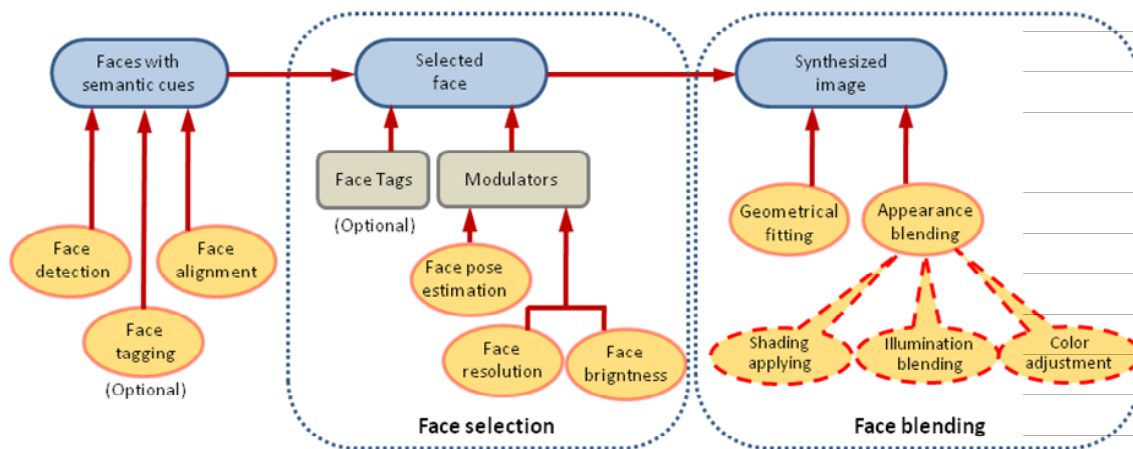 Faces with
semantic cues
Selected
face
Synthesized
image
Face Tags
(Optional)
Modulators
Geometrical
fitting
Appearance
blending
Face
detection
Face
alignment
Face
tagging
(Optional)
Face pose
estimation
Face
resolution
Face
brigntness
Shading
applying
Illumination
blending
Color
adjustment
Face selection
Face blending